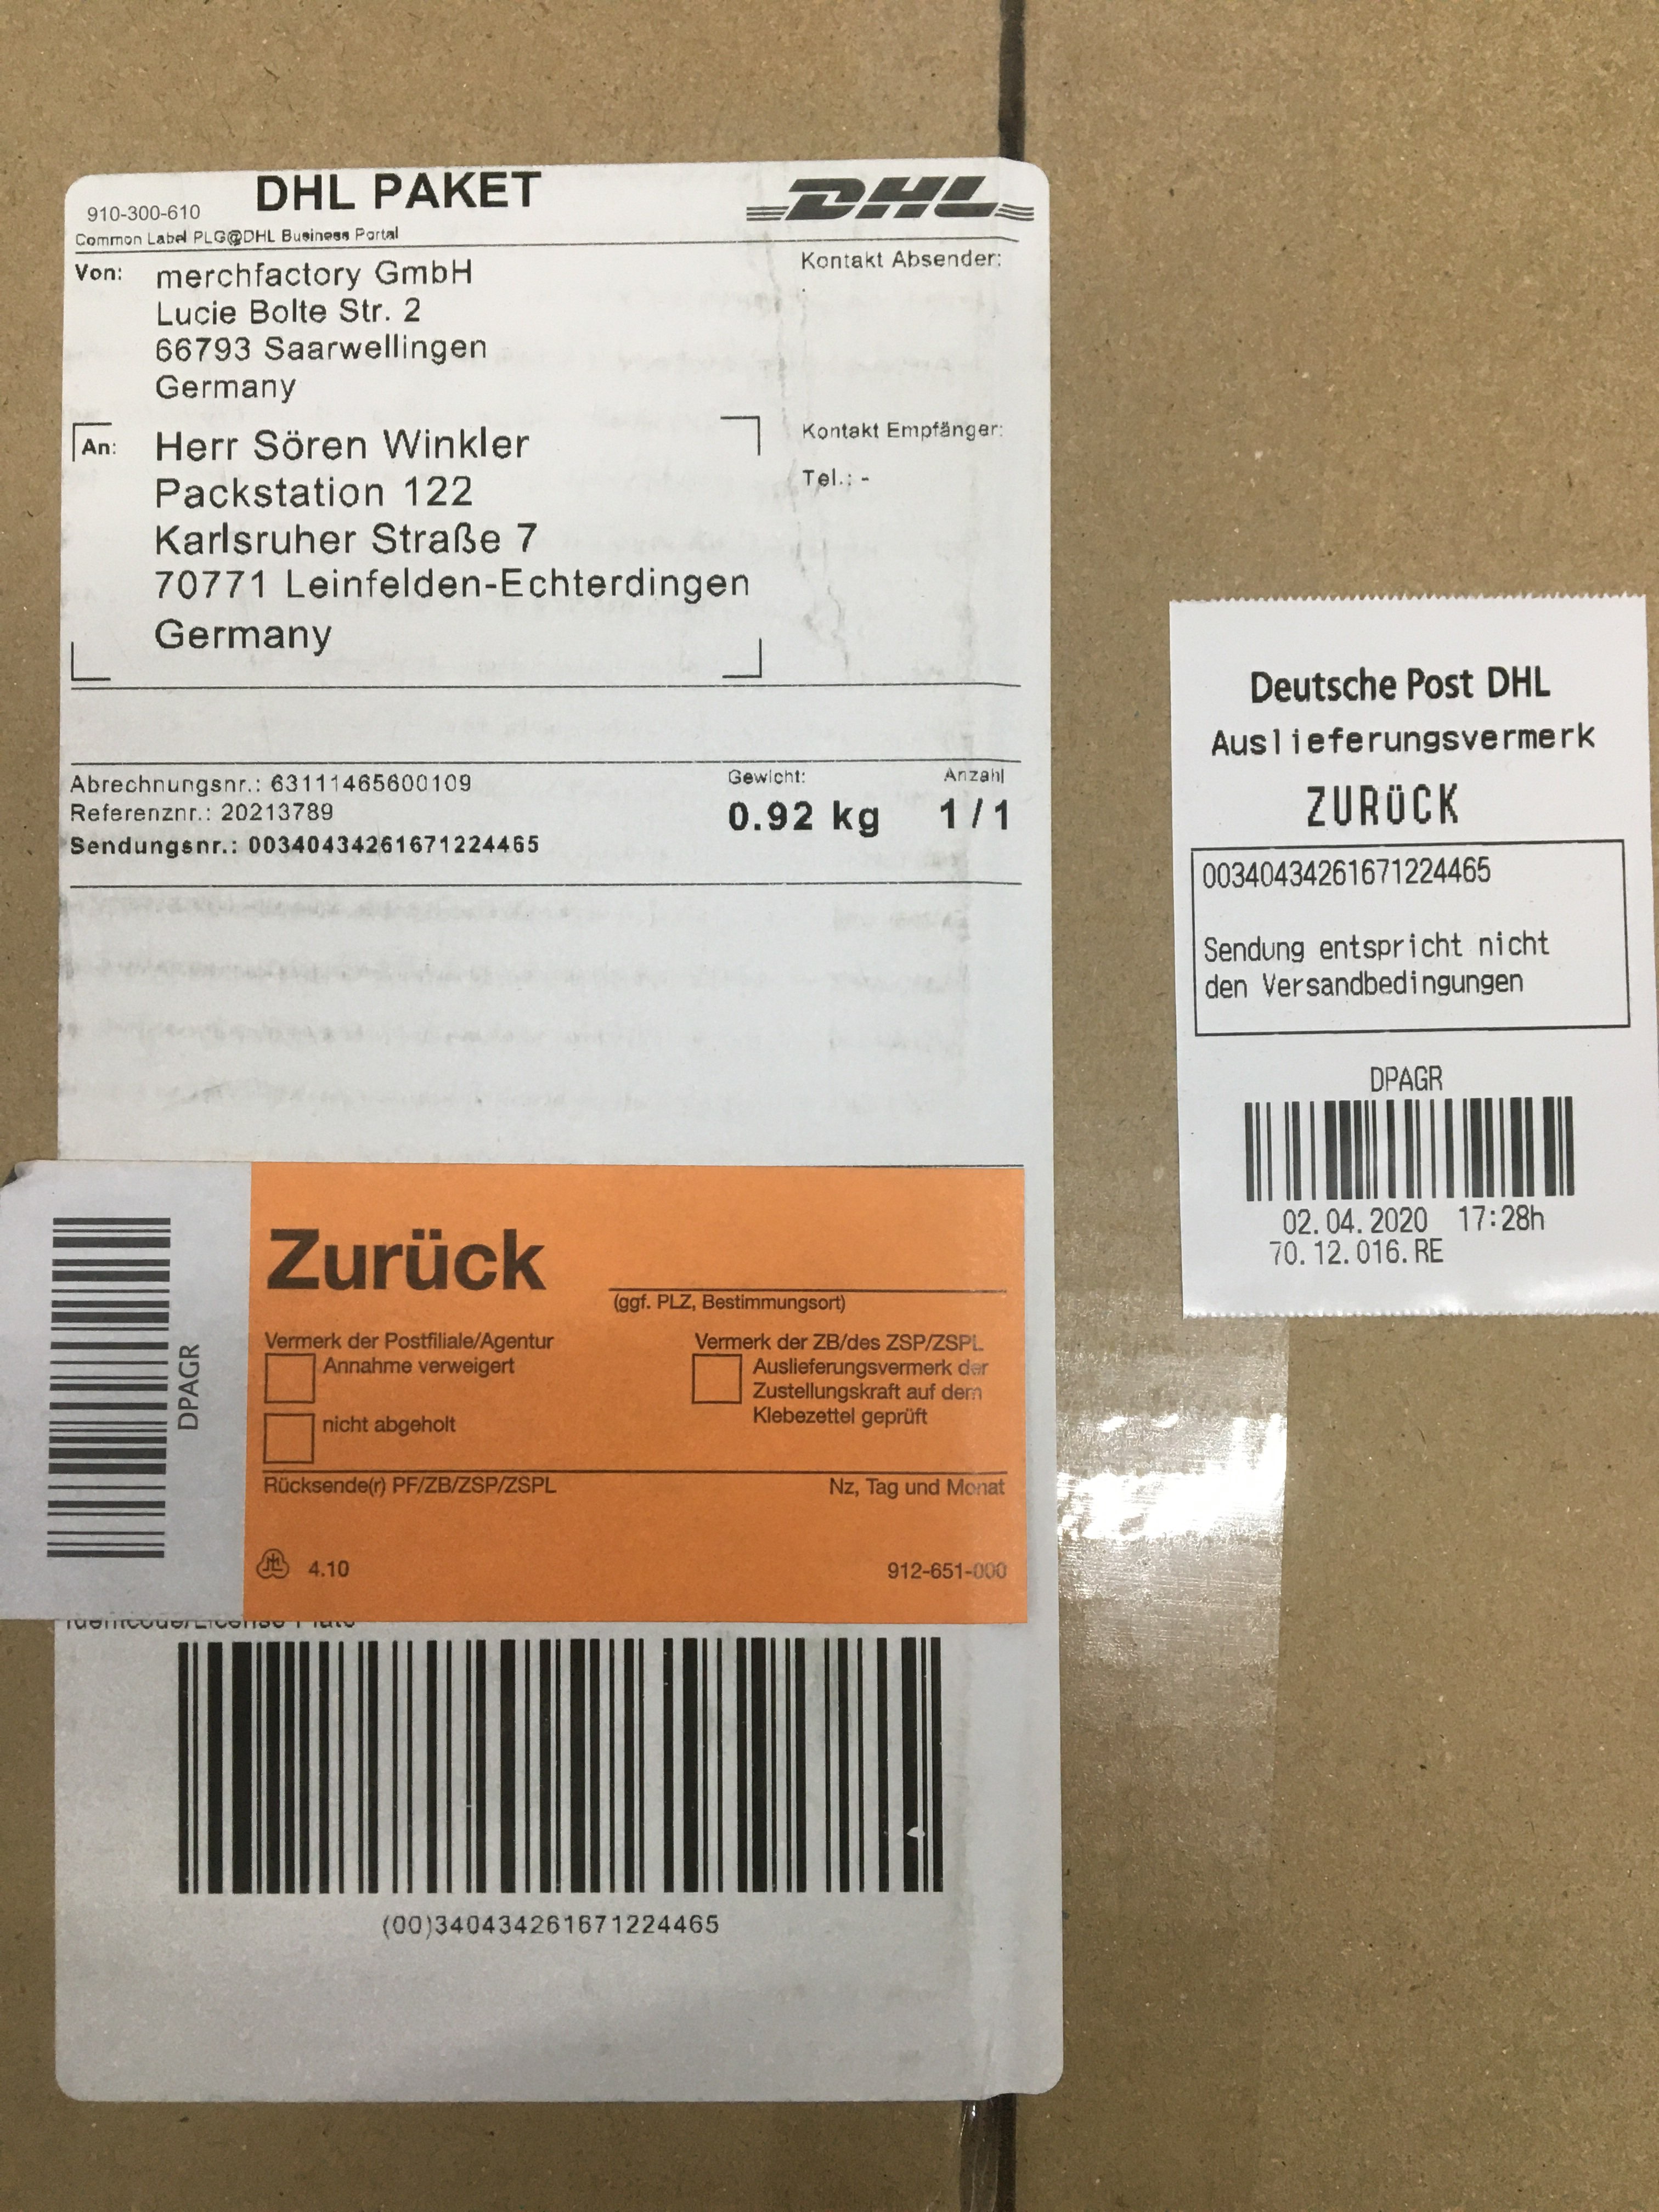 DHL PAKET
DHL
910-300-610
Common Label PLG@DHL Business Portal
Von:
merchfactory GmbH
Lucie Bolte Str. 2
66793 Saarwellingen
Germany
Kontakt Absender:
An:
Herr Sören Winkler
Packstation 122
Karlsruher Straße 7
70771 Leinfelden-Echterdingen
Germany
Kontakt Empfänger:
Tel.: -
Abrechnungsnr.: 63111465600109
Referenznr.: 20213789
Sendungsnr.: 00340434261671224465
Gewicht:
0.92 kg
Anzahl
1 / 1
Deutsche Post DHL
Auslieferungsvermerk
ZURÜCK
00340434261671224465
Sendung entspricht nicht
den Versandbedingungen
DPAGR
02.04.2020 17:28h
70.12.016.RE
DPAGR
Zurück
(ggf. PLZ, Bestimmungsort)
Vermerk der Postfiliale/Agentur
Annahme verweigert
nicht abgeholt
Vermerk der ZB/des ZSP/ZSPL
Auslieferungsvermerk der
Zustellungskraft auf dem
Klebezettel geprüft
Rücksende(r) PF/ZB/ZSP/ZSPL
Nz, Tag und Monat
4.10
912-651-000
Identcode/License Plate
(00)340434261671224465